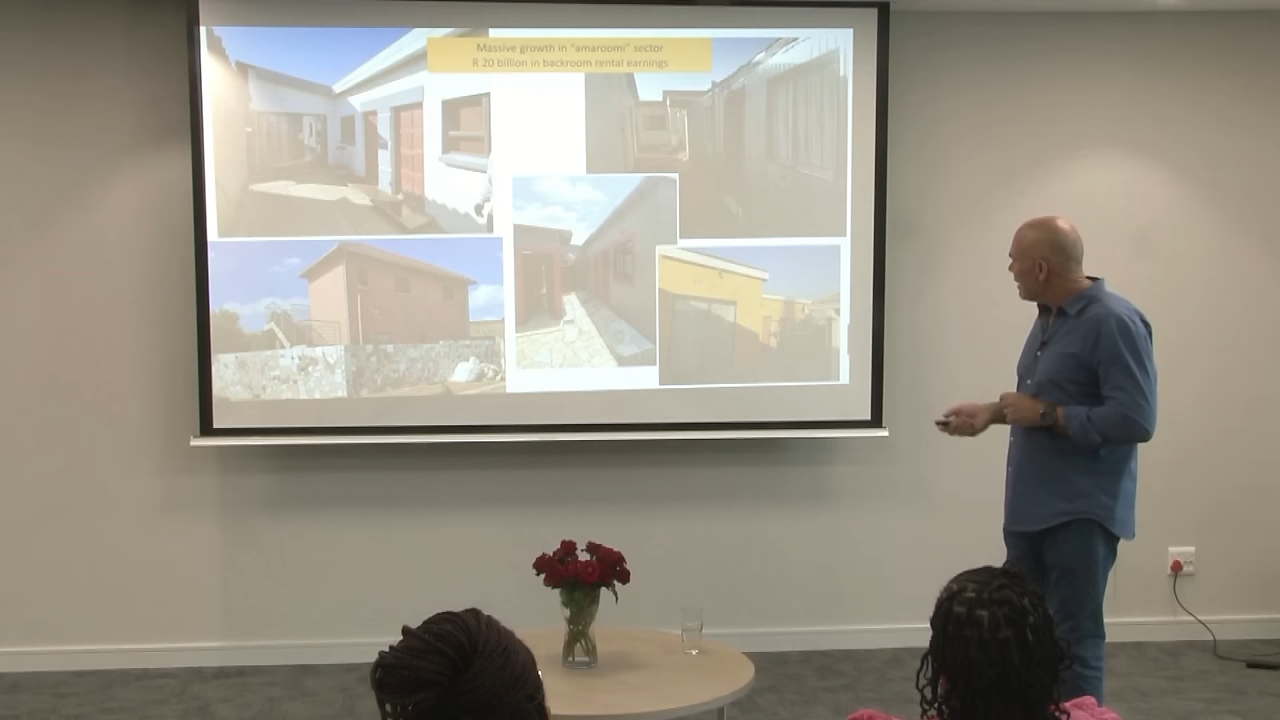 Massive growth in "amaroomi" sector
R 20 billion in backroom rental earnings